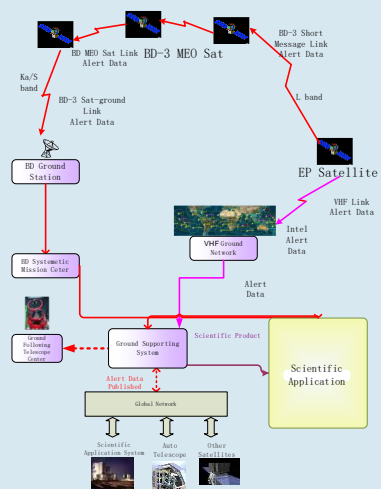 BD MEO Sat Link
Alert Data
BD-3 MEO Sat
BD-3 Short
Message Link
Alert Data
Ka/S
band
BD-3 Sat-ground
Link
Alert Data
L band
BD Ground
Station
EP Satellite
VHF Link
Alert Data
VHF Ground
Network
Intel
Alert
Data
BD Systemetic
Mission Ceter
Alert
Data
Ground
Following
Telescope
Center
Ground Supporting
System
Scientific Product
Scientific
Application
Alert Data
Published
Global Network
Scientific
Application System
Auto
Telescope
Other
Satellites